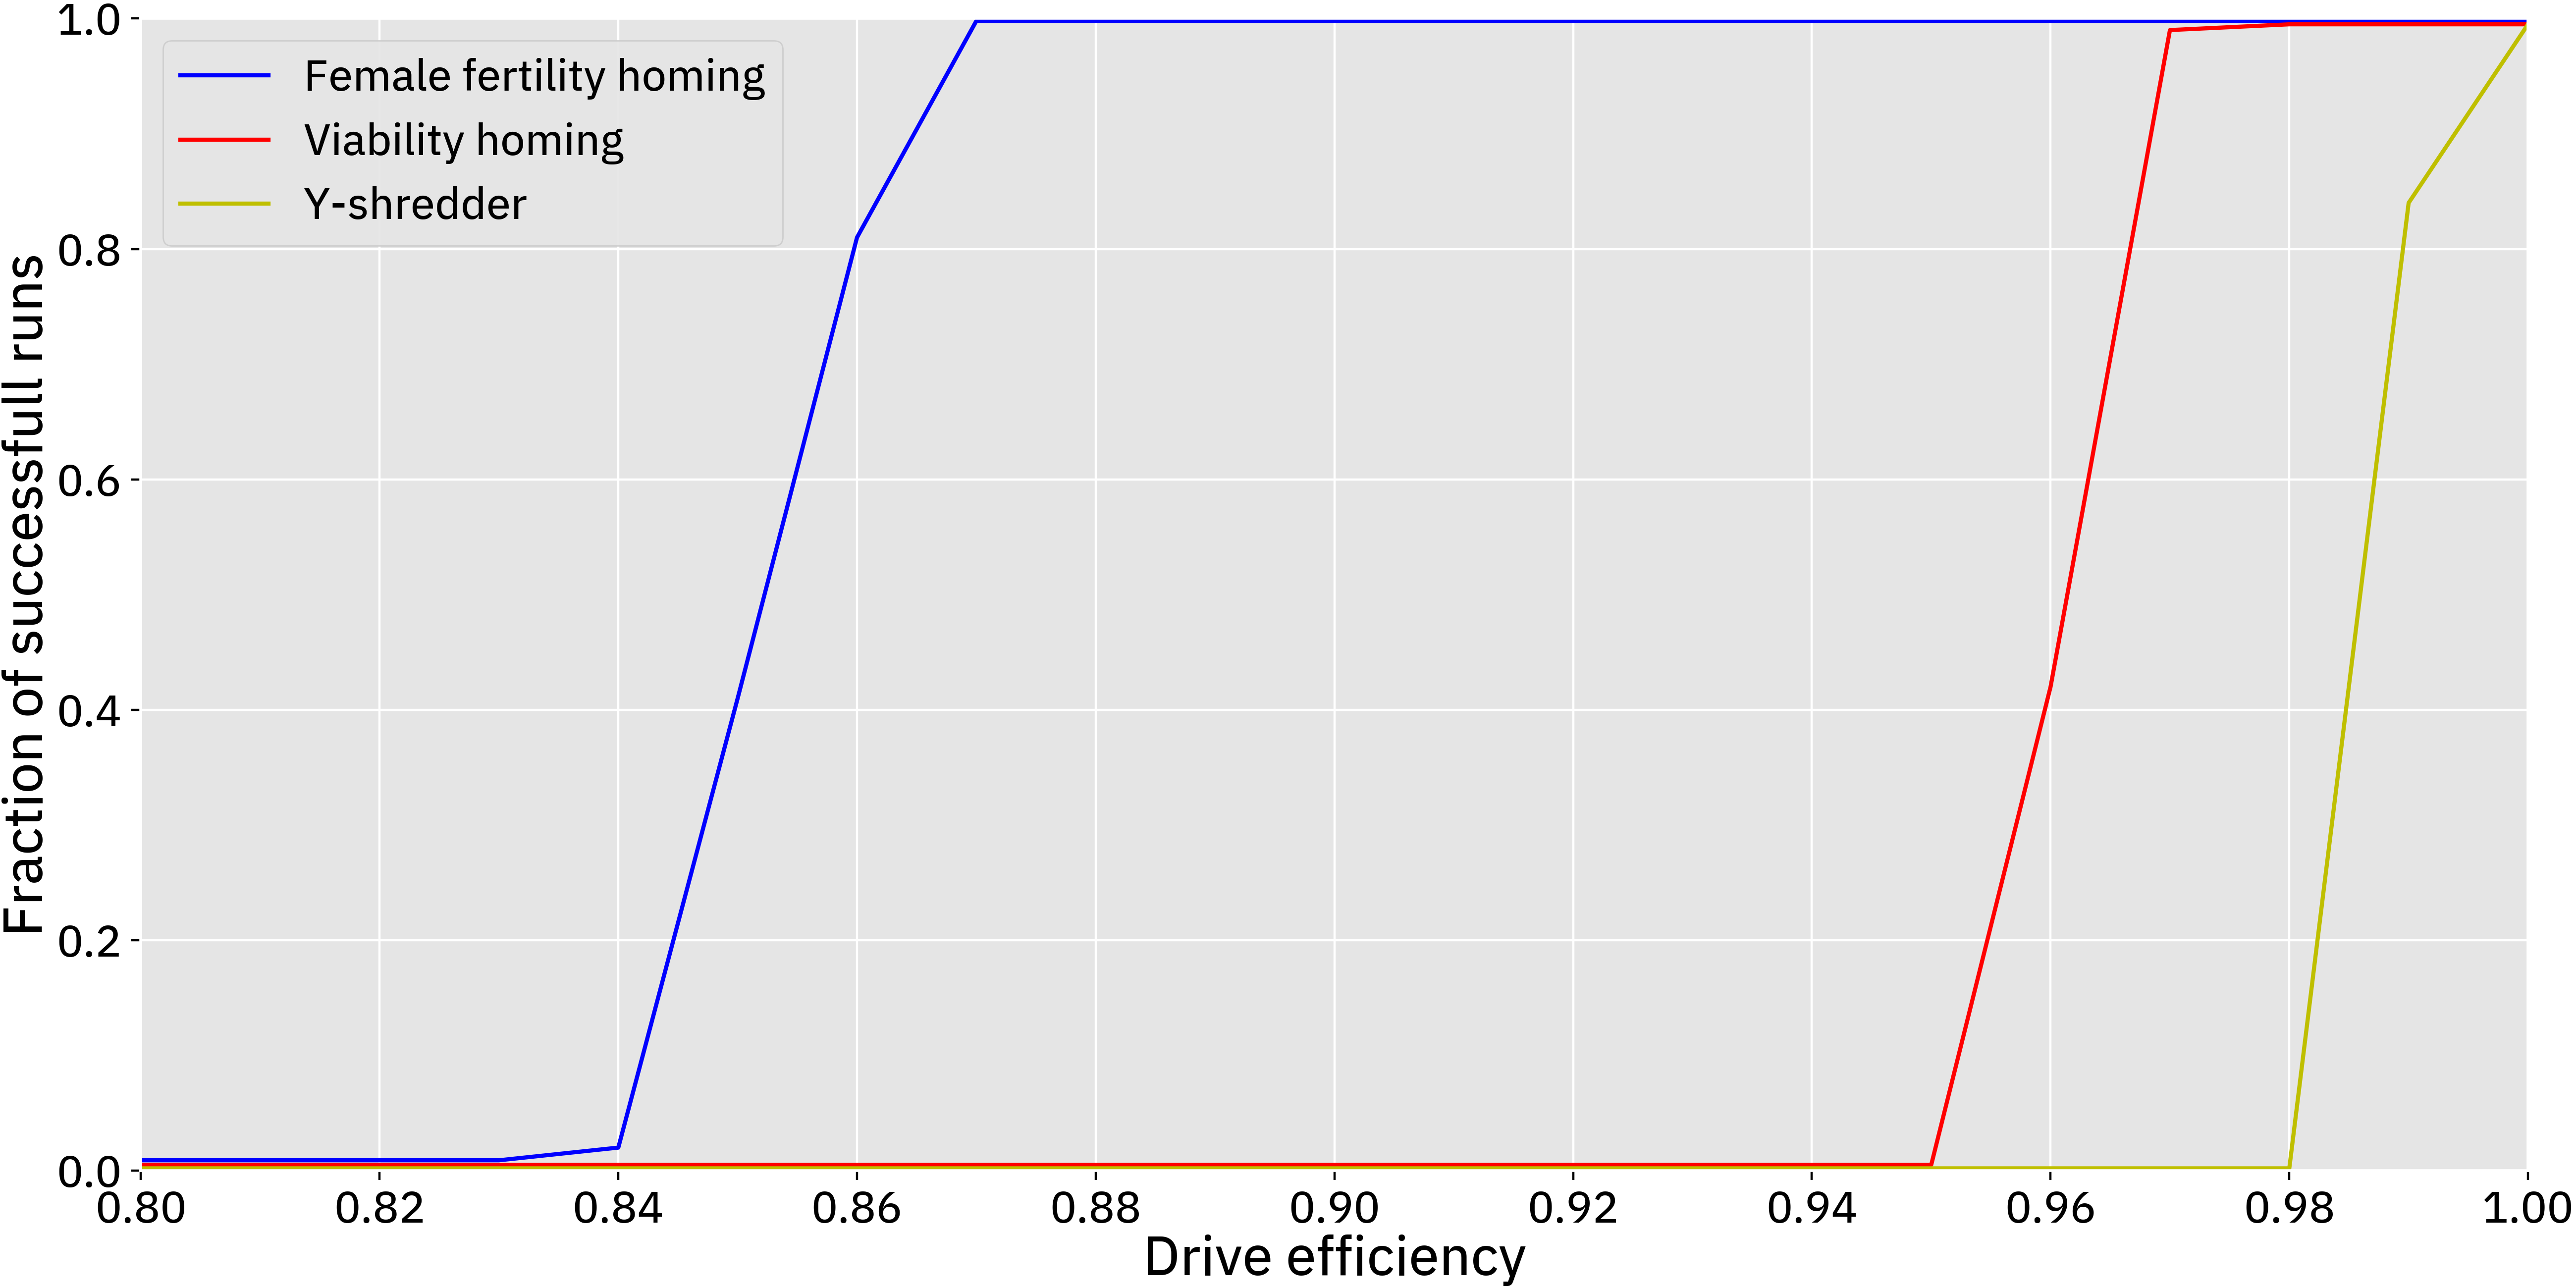 Fraction of successfull runs
1.0
0.8
0.6
0.4
0.2
0.0
Female fertility homing
Viability homing
Y-shredder
0.80 0.82 0.84 0.86 0.88 0.90 0.92 0.94 0.96 0.98 1.00
Drive efficiency